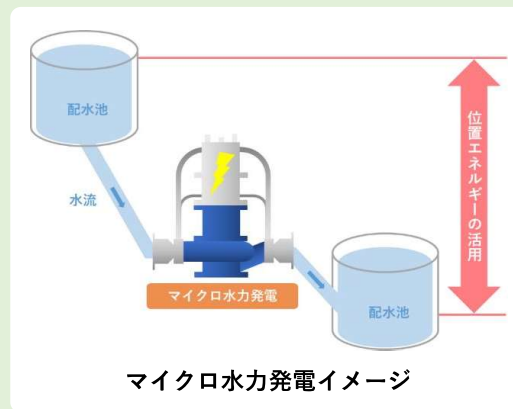 配水池
水流
マイクロ水力発電
位置エネルギーの活用
配水池
マイクロ水力発電イメージ